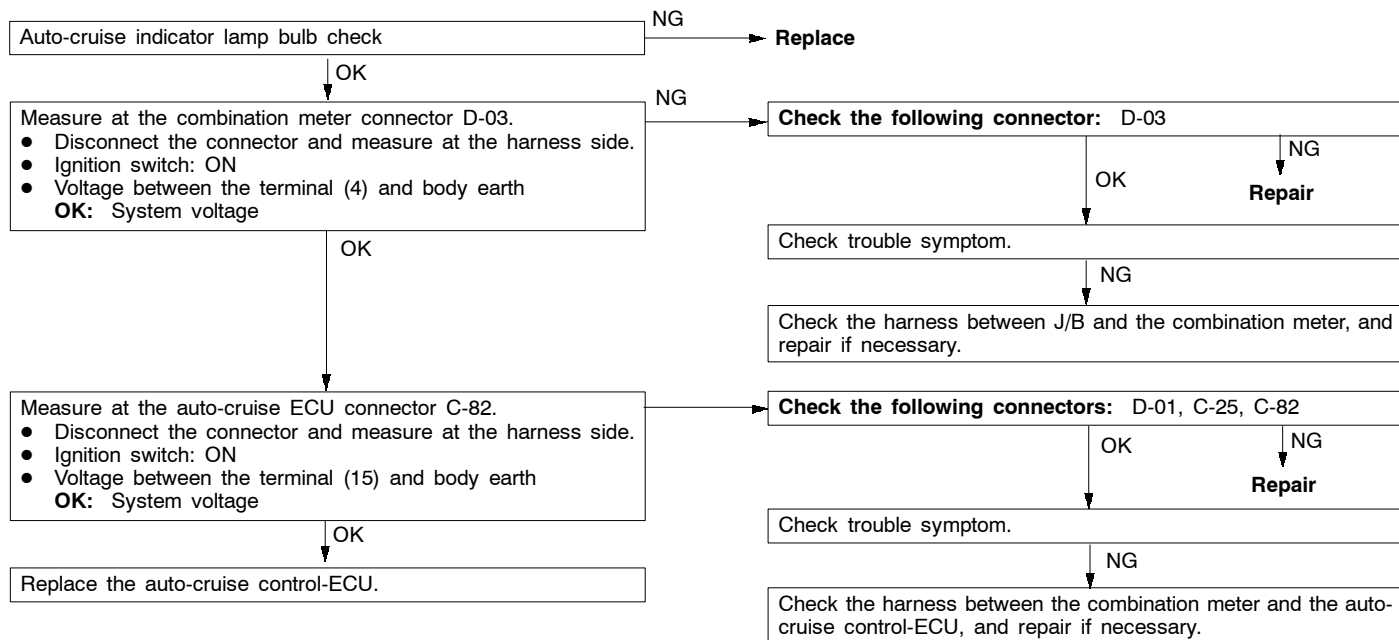 Auto-cruise indicator lamp bulb check
NG
Replace
OK
Measure at the combination meter connector D-03.
● Disconnect the connector and measure at the harness side.
● Ignition switch: ON
● Voltage between the terminal (4) and body earth
OK: System voltage
NG
Check the following connector: D-03
OK
NG
Repair
Check trouble symptom.
NG
Check the harness between J/B and the combination meter, and
repair if necessary.
OK
Measure at the auto-cruise ECU connector C-82.
● Disconnect the connector and measure at the harness side.
● Ignition switch: ON
● Voltage between the terminal (15) and body earth
OK: System voltage
Check the following connectors: D-01, C-25, C-82
OK
NG
Repair
Check trouble symptom.
NG
Check the harness between the combination meter and the auto-
cruise control-ECU, and repair if necessary.
OK
Replace the auto-cruise control-ECU.